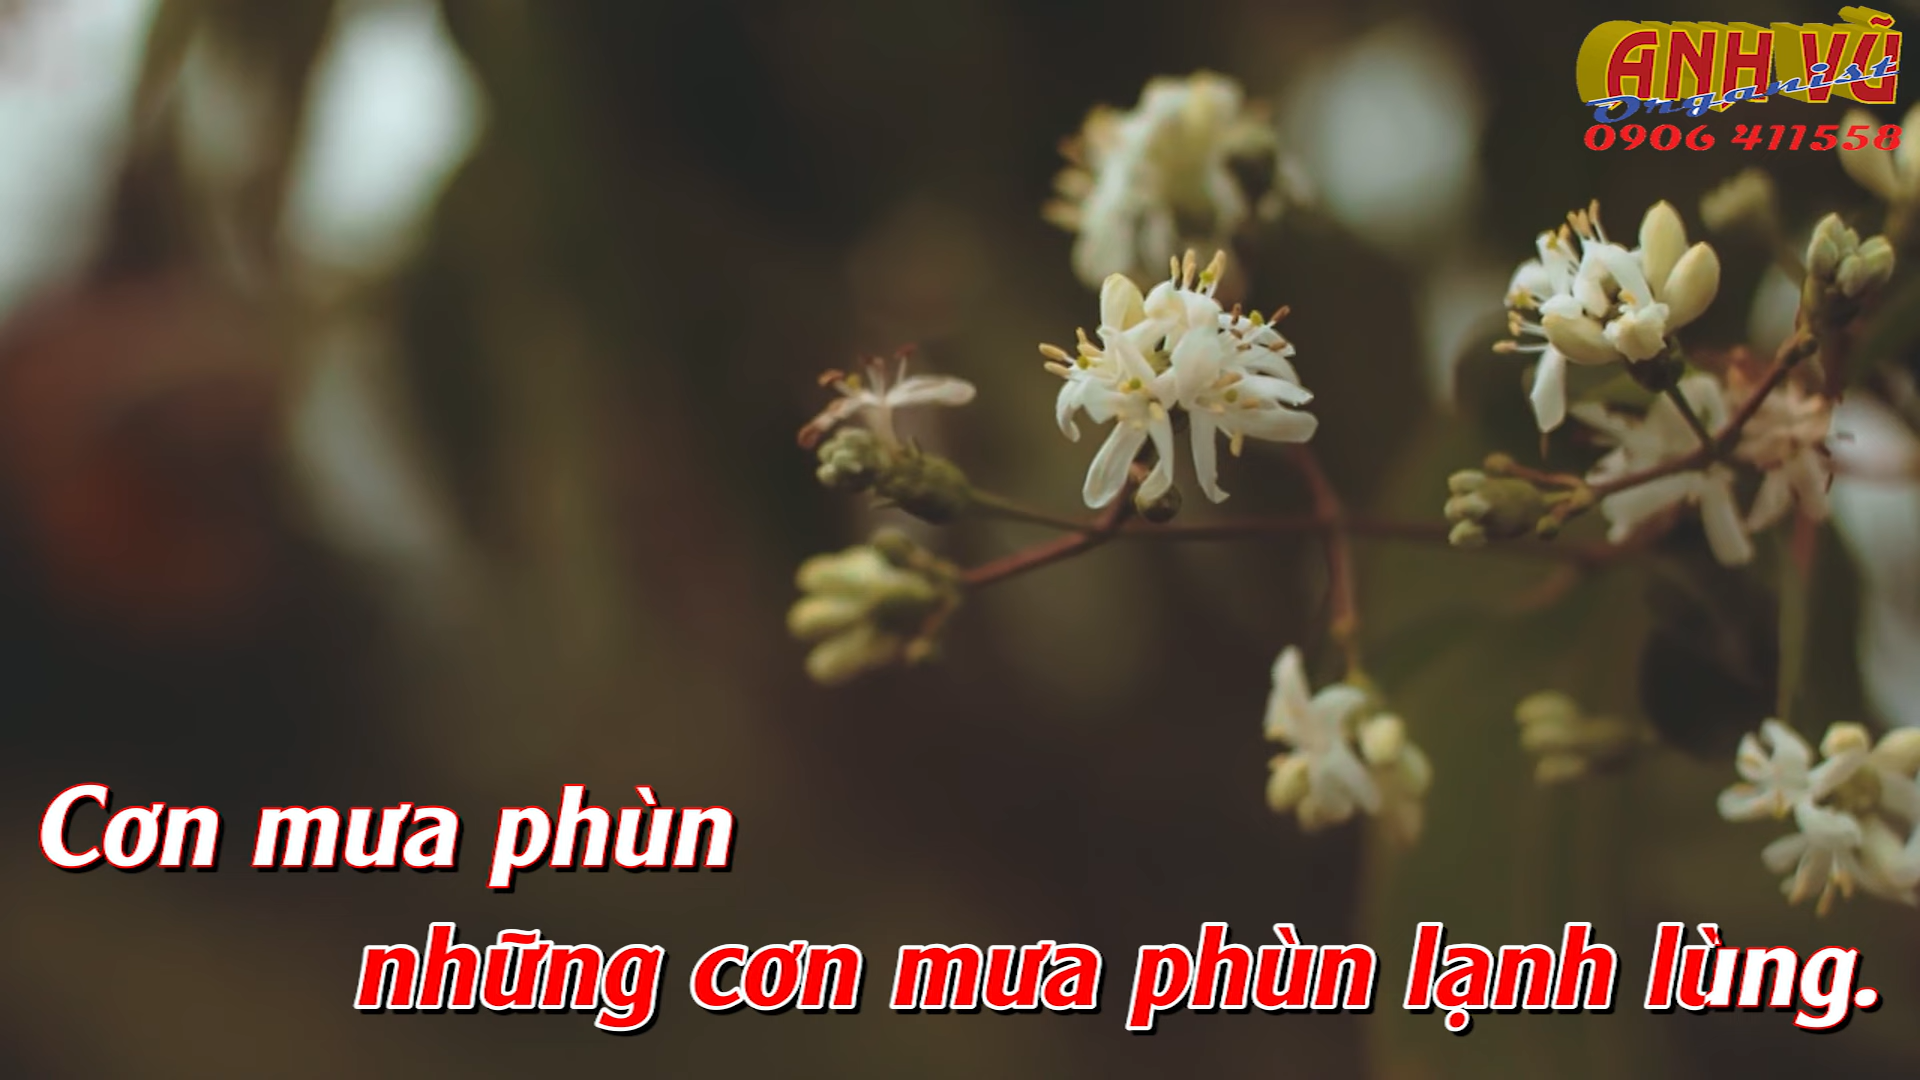 ANH VŨ
Organist
0906 411558
Cơn mưa phùn
những cơn mưa phùn lạnh lùng.